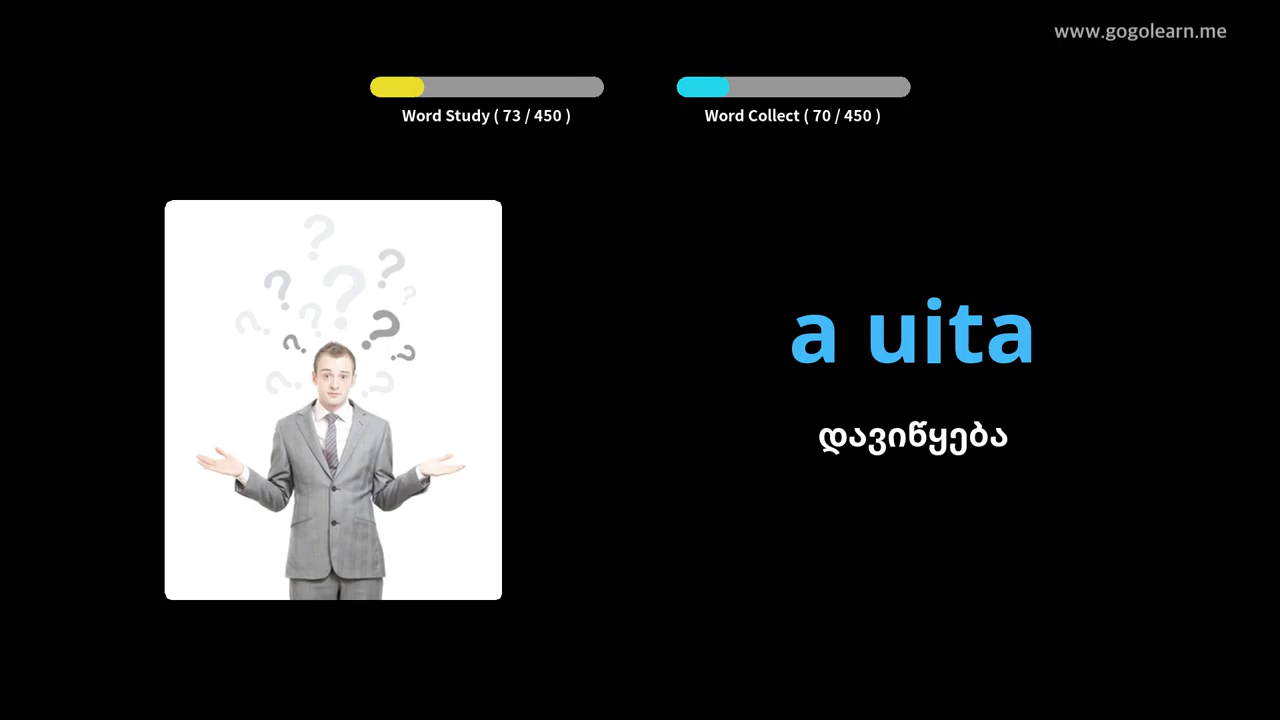 www.gogolearn.me
Word Study ( 73 / 450 )
Word Collect ( 70 / 450 )
a uita
დავიწყება